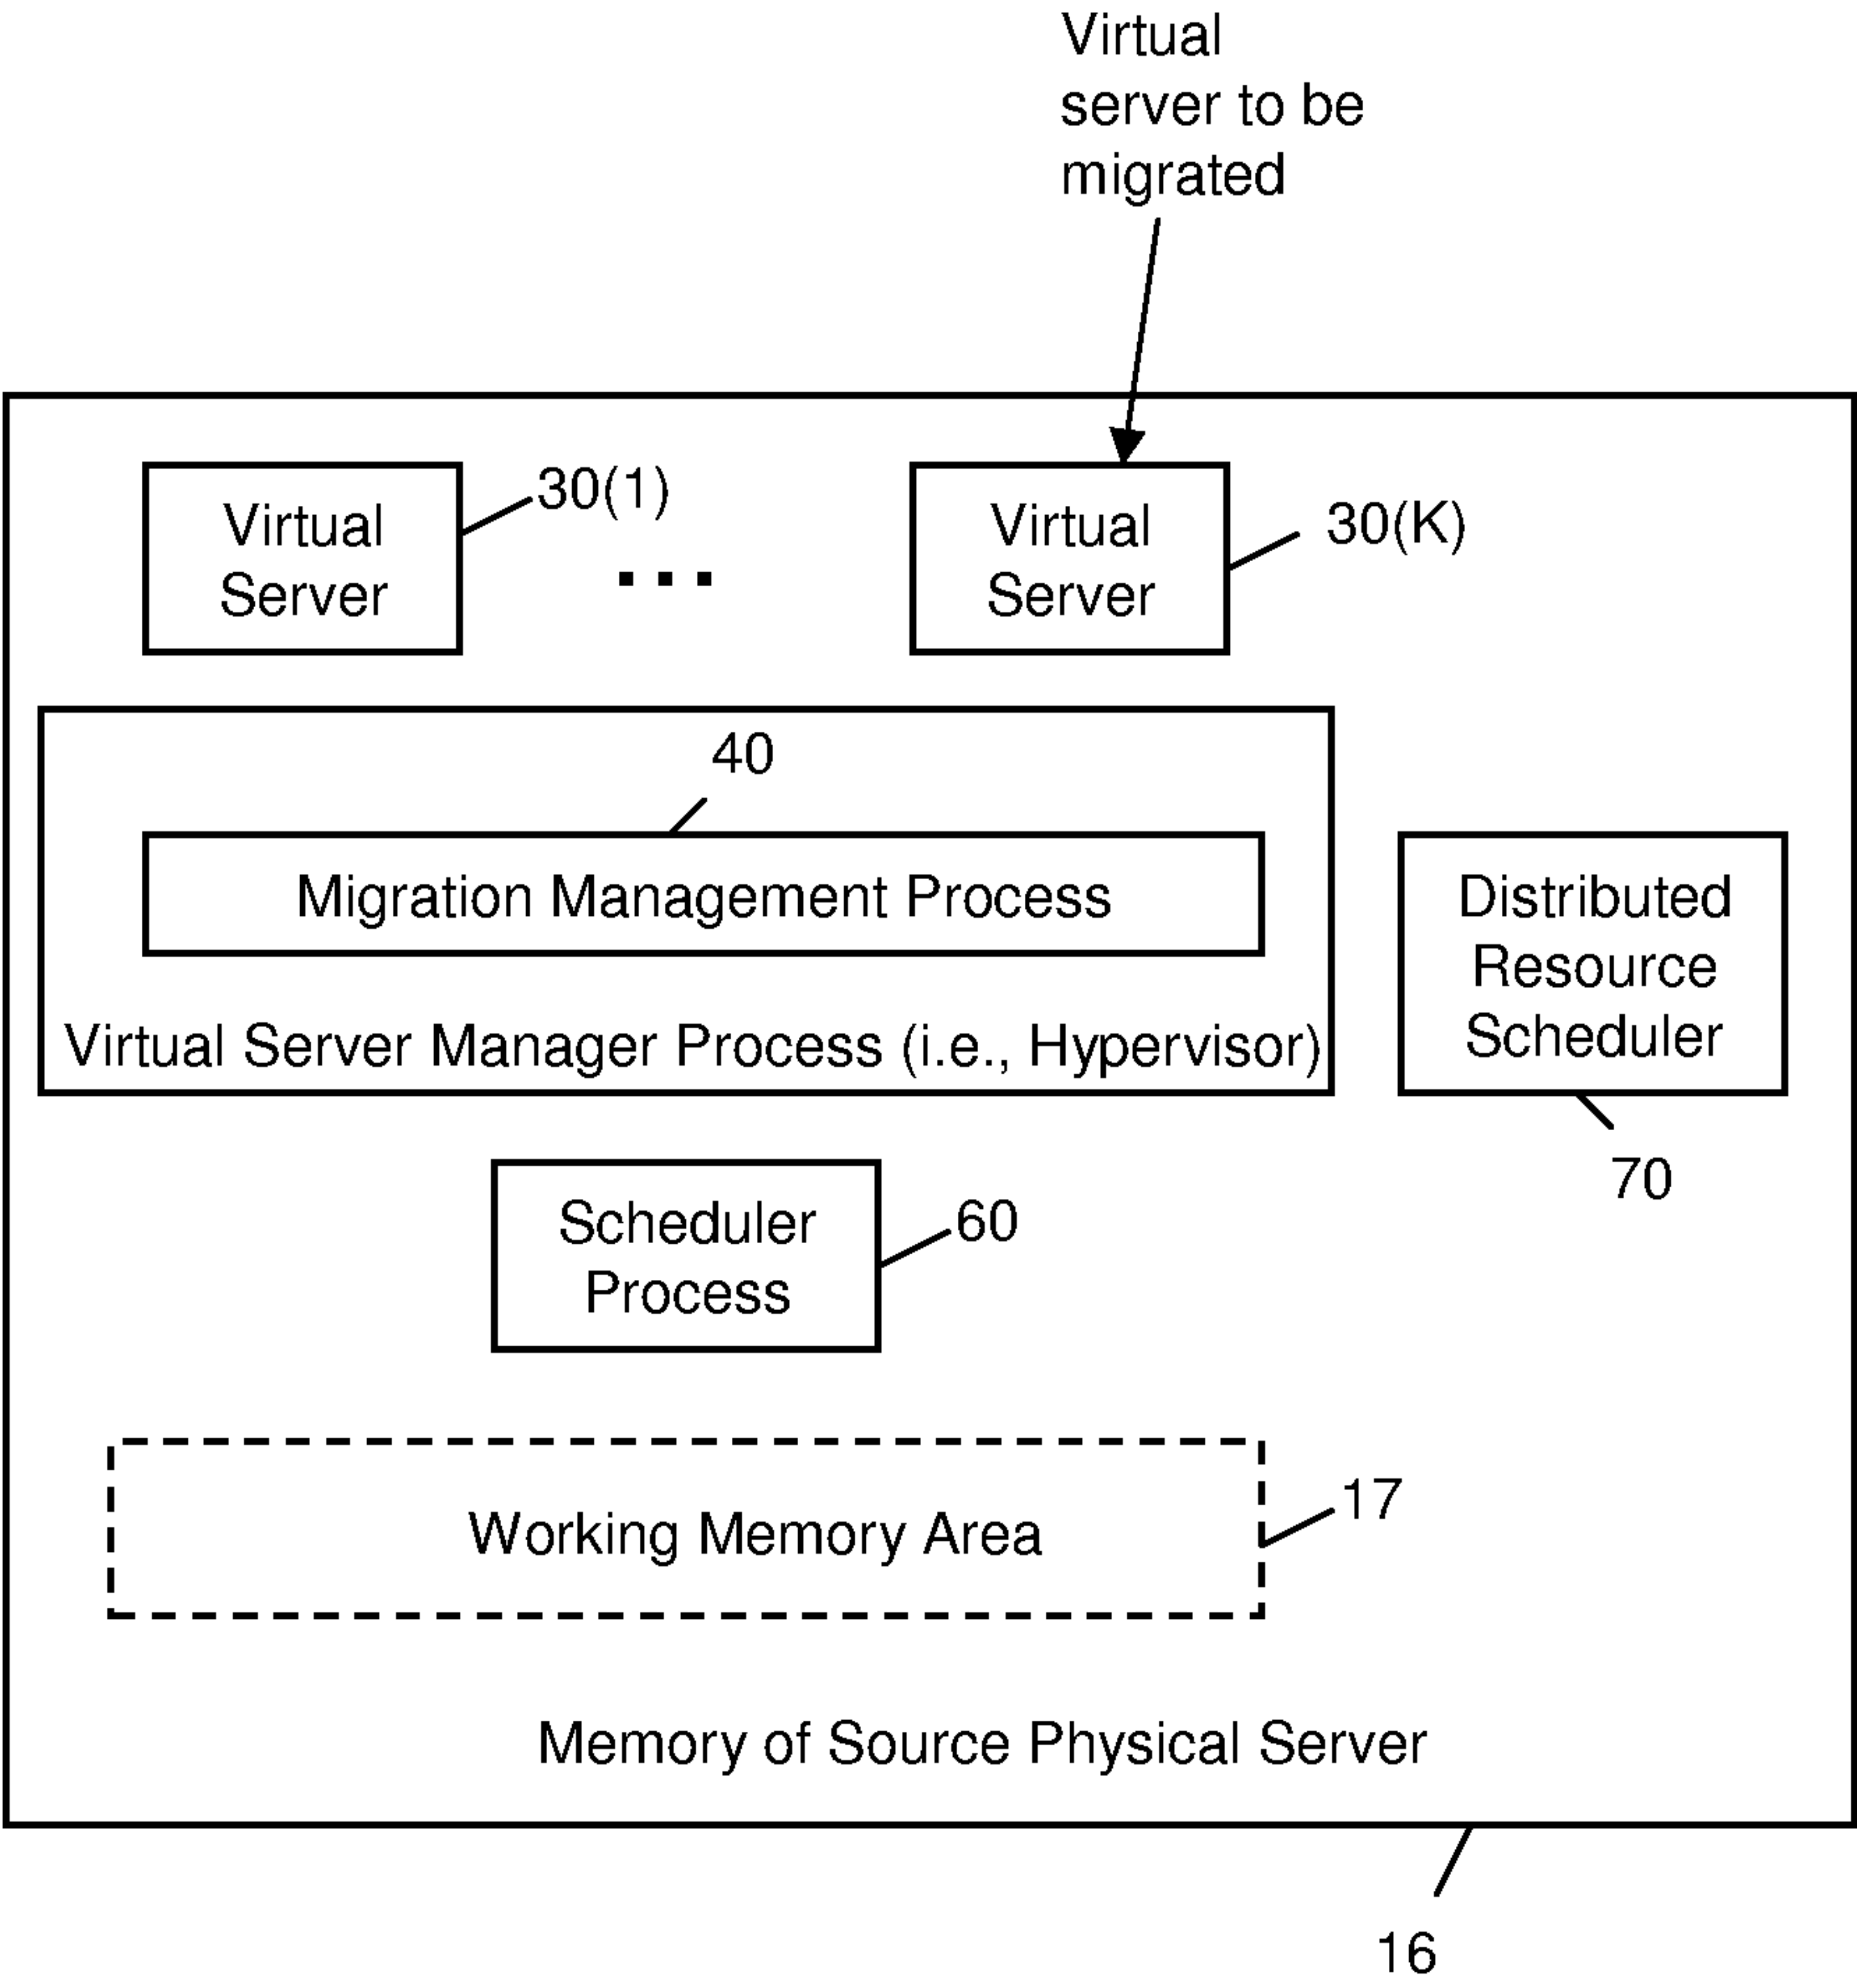 Virtual
server to be
migrated
Virtual
Server
30(1)
...
Virtual
Server
30(K)
40
Migration Management Process
Virtual Server Manager Process (i.e., Hypervisor)
Distributed
Resource
Scheduler
70
Scheduler
Process
60
Working Memory Area
17
Memory of Source Physical Server
16